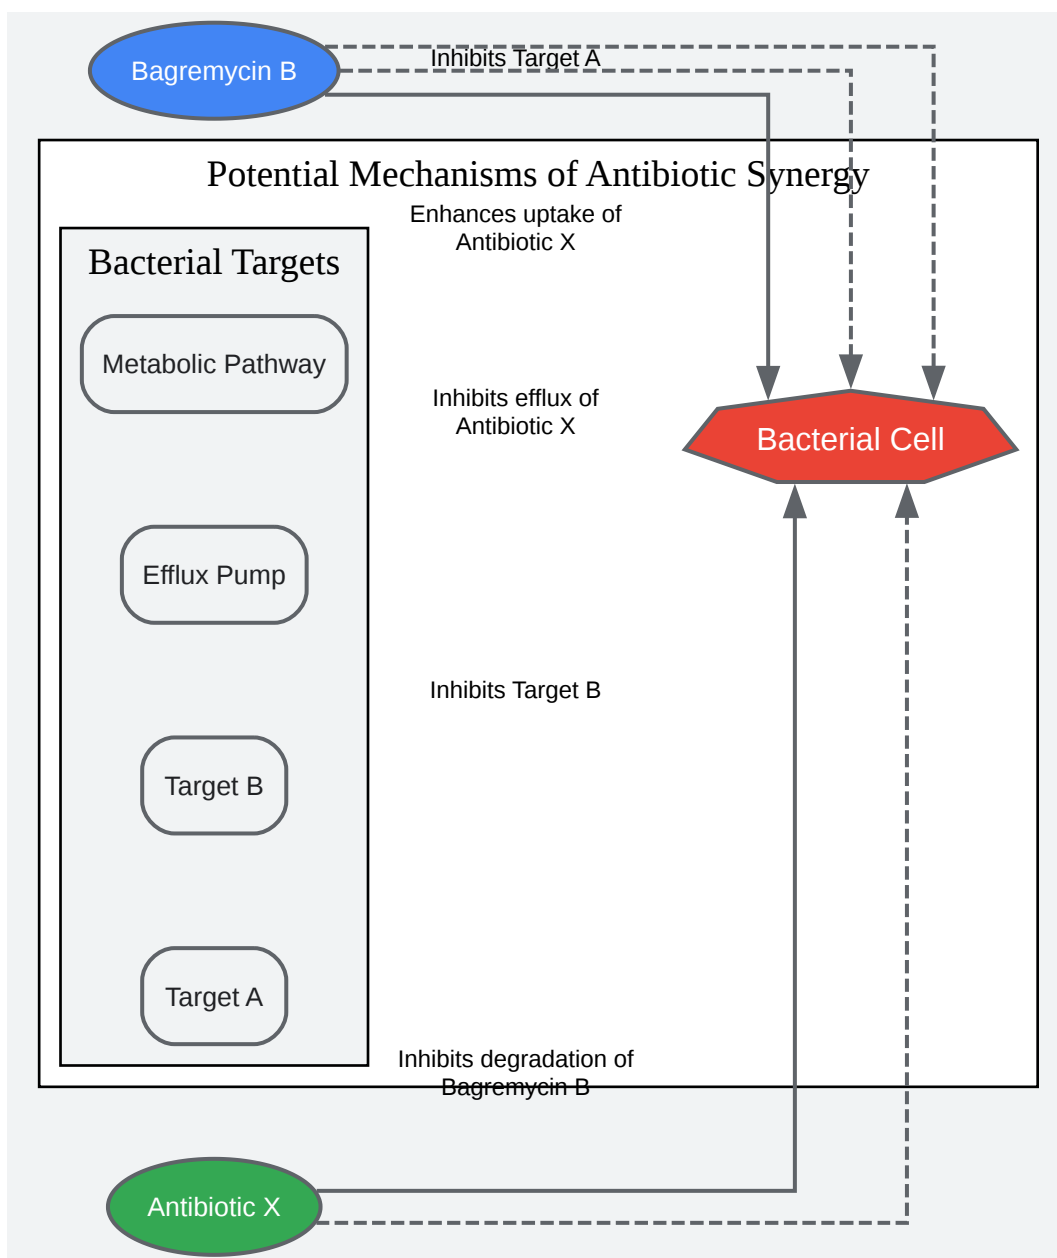 Bagremycin B
Inhibits Target A
Potential Mechanisms of Antibiotic Synergy
Enhances uptake of
Antibiotic X
Bacterial Targets
Metabolic Pathway
Inhibits efflux of
Antibiotic X
Bacterial Cell
Efflux Pump
Inhibits Target B
Target B
Target A
Inhibits degradation of
Bagremycin B
Antibiotic X